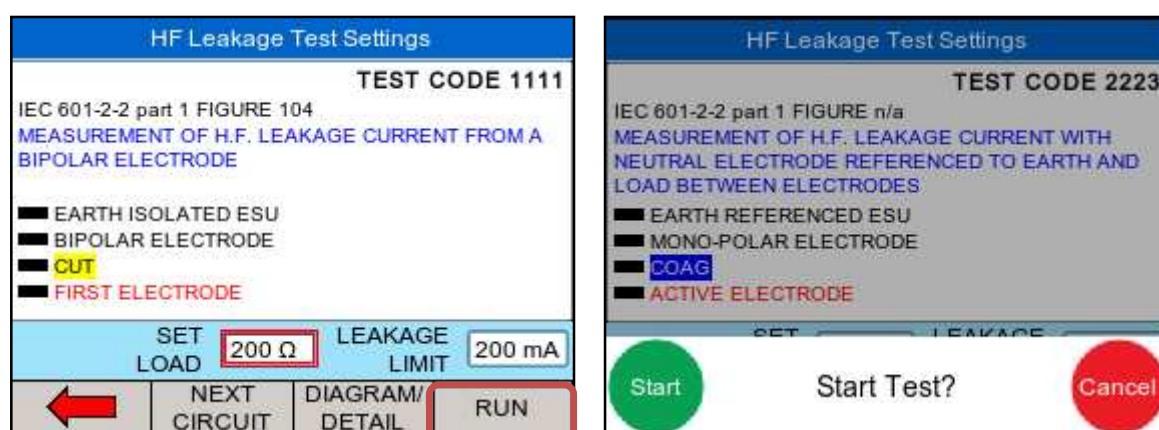 HF Leakage Test Settings
TEST CODE 1111
IEC 601-2-2 part 1 FIGURE 104
MEASUREMENT OF H.F. LEAKAGE CURRENT FROM A
BIPOLAR ELECTRODE
EARTH ISOLATED ESU
BIPOLAR ELECTRODE
CUT
FIRST ELECTRODE
SET LOAD
200 Ω
LEAKAGE LIMIT
200 mA
NEXT
CIRCUIT
DIAGRAM/
DETAIL
RUN
HF Leakage Test Settings
TEST CODE 2223
IEC 601-2-2 part 1 FIGURE n/a
MEASUREMENT OF H.F. LEAKAGE CURRENT WITH
NEUTRAL ELECTRODE REFERENCED TO EARTH AND
LOAD BETWEEN ELECTRODES
EARTH REFERENCED ESU
MONO-POLAR ELECTRODE
COAG
ACTIVE ELECTRODE
SET LEAKAGE
Start
Start Test?
Cancel